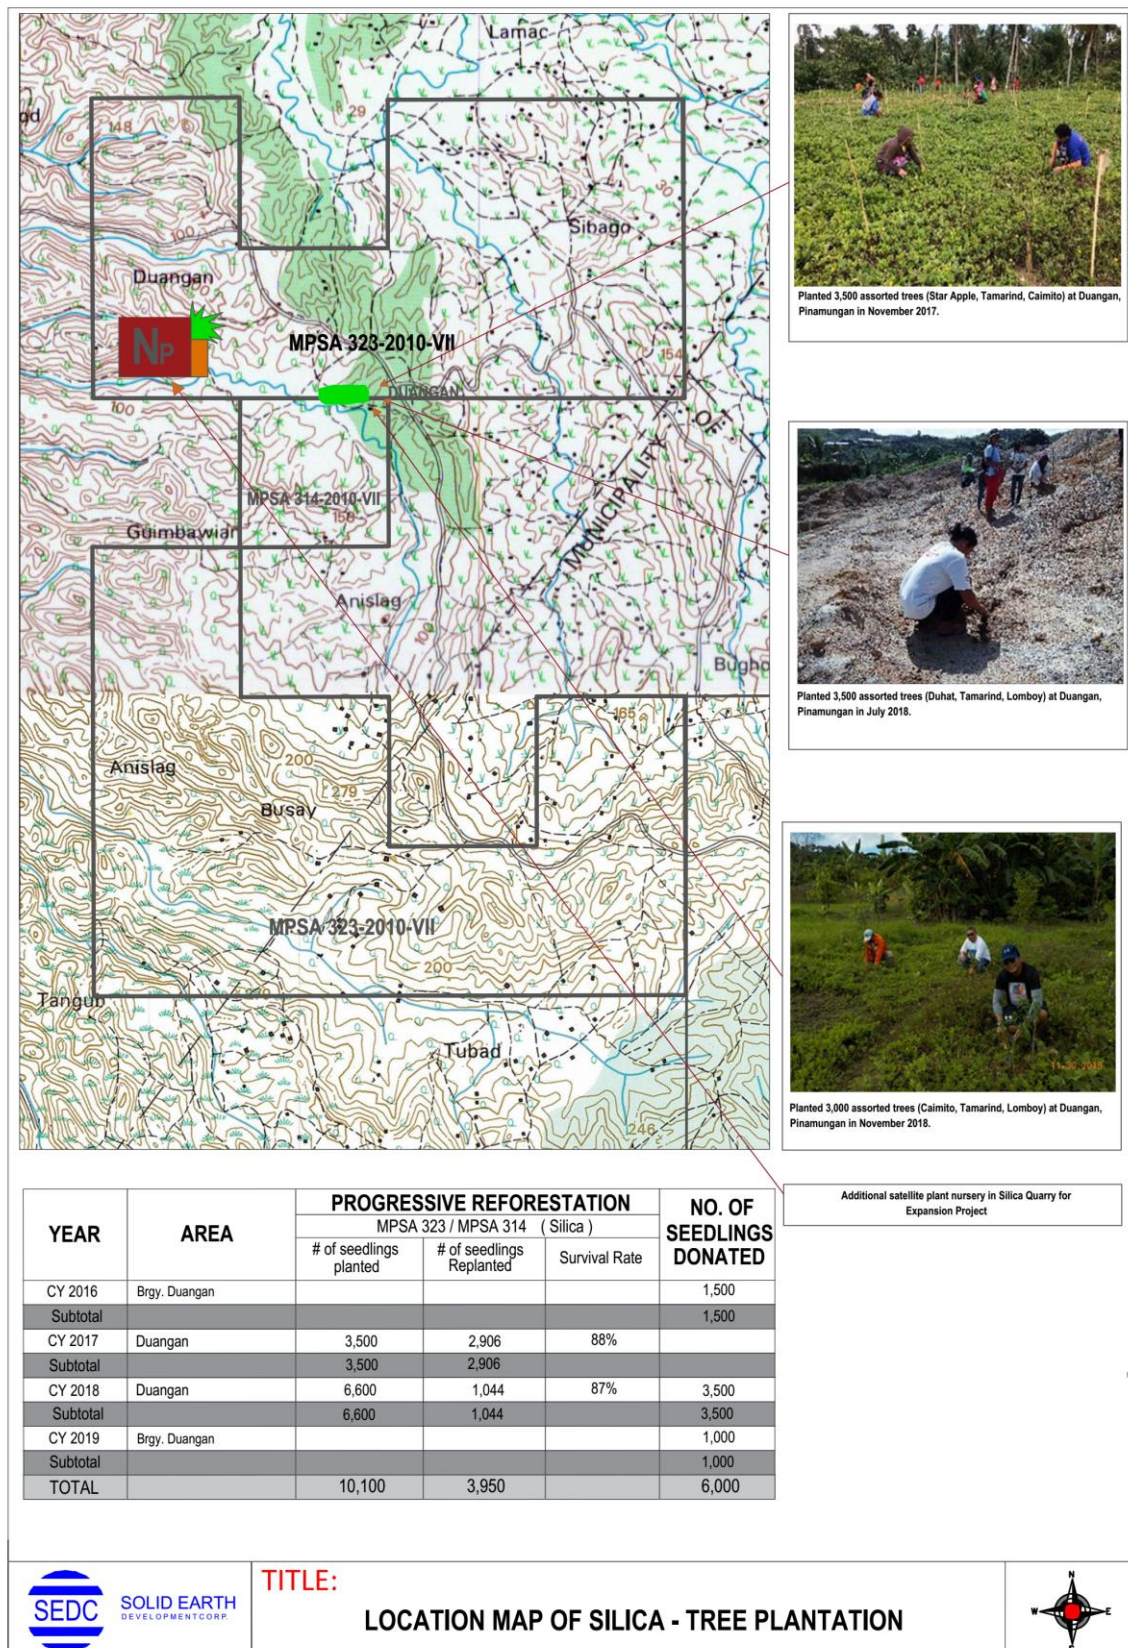 Lamac
29
148
30
100
Sibago
Duangan
NP
MPSA 323-2010-VII
154
DUANGAN
100
OF
MUNICIPALITY
MPSA 314-2010-VII
158
Guimbawian
Anislag
100
Bugho
165
Anislag
200
279
Busay
MPSA 323-2010-VII
200
Tangub
Tubad
246
Planted 3,500 assorted trees (Star Apple, Tamarind, Caimito) at Duangan,
Pinamungan in November 2017.
Planted 3,500 assorted trees (Duhat, Tamarind, Lomboy) at Duangan,
Pinamungan in July 2018.
Planted 3,000 assorted trees (Caimito, Tamarind, Lomboy) at Duangan,
Pinamungan in November 2018.
Additional satellite plant nursery in Silica Quarry for
Expansion Project
YEAR AREA PROGRESSIVE REFORESTATION NO. OF SEEDLINGS DONATED
MPSA 323 / MPSA 314 ( Silica )
# of seedlings planted # of seedlings Replanted Survival Rate
CY 2016 Brgy. Duangan 1,500
Subtotal 1,500
CY 2017 Duangan 3,500 2,906 88%
Subtotal 3,500 2,906
CY 2018 Duangan 6,600 1,044 87% 3,500
Subtotal 6,600 1,044 3,500
CY 2019 Brgy. Duangan 1,000
Subtotal 1,000
TOTAL 10,100 3,950 6,000
SEDC
SOLID EARTH
DEVELOPMENTCORP.
TITLE:
LOCATION MAP OF SILICA - TREE PLANTATION
N
W E
S